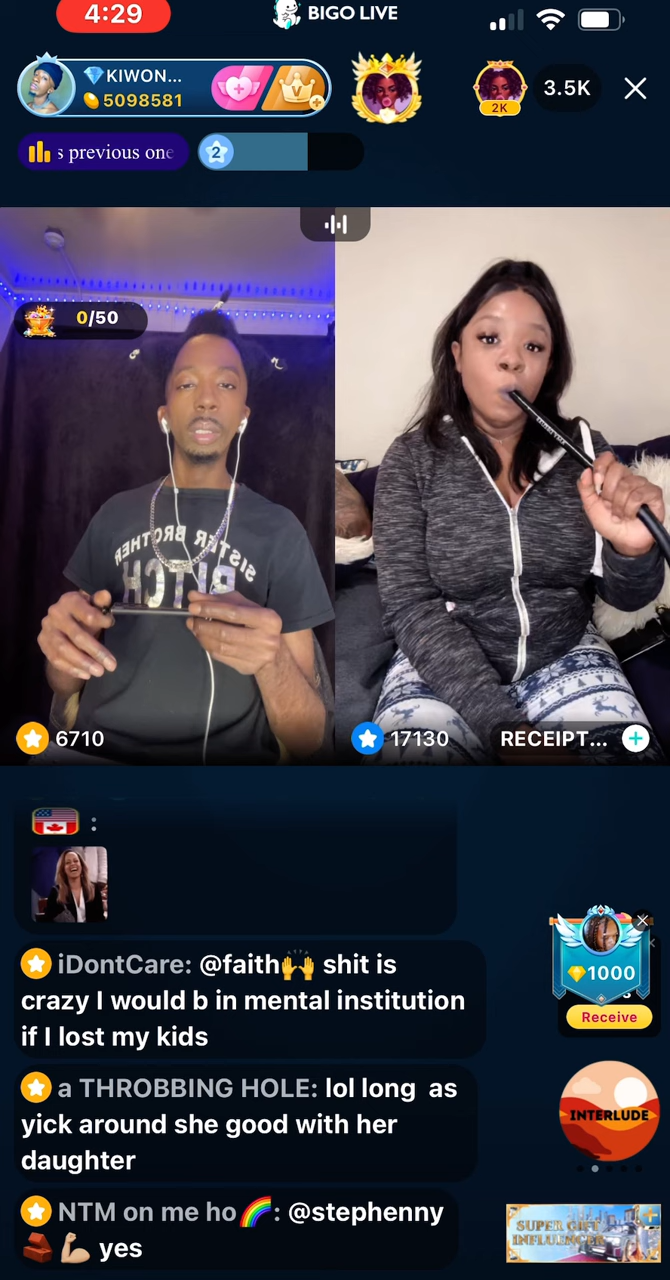 4:29
BIGO LIVE
KIWON...
5098581
V
2K
3.5K
s previous one
2
0/50
SISTER BROTHER
BITCH
6710
17130
RECEIPT...
:
iDontCare: @faith🙌 shit is
crazy I would b in mental institution
if I lost my kids
1000
Receive
a THROBBING HOLE: lol long as
yick around she good with her
daughter
INTERLUDE
NTM on me ho🌈: @stephenny
💪🏼 yes
SUPER GIFT
INFLUENCER